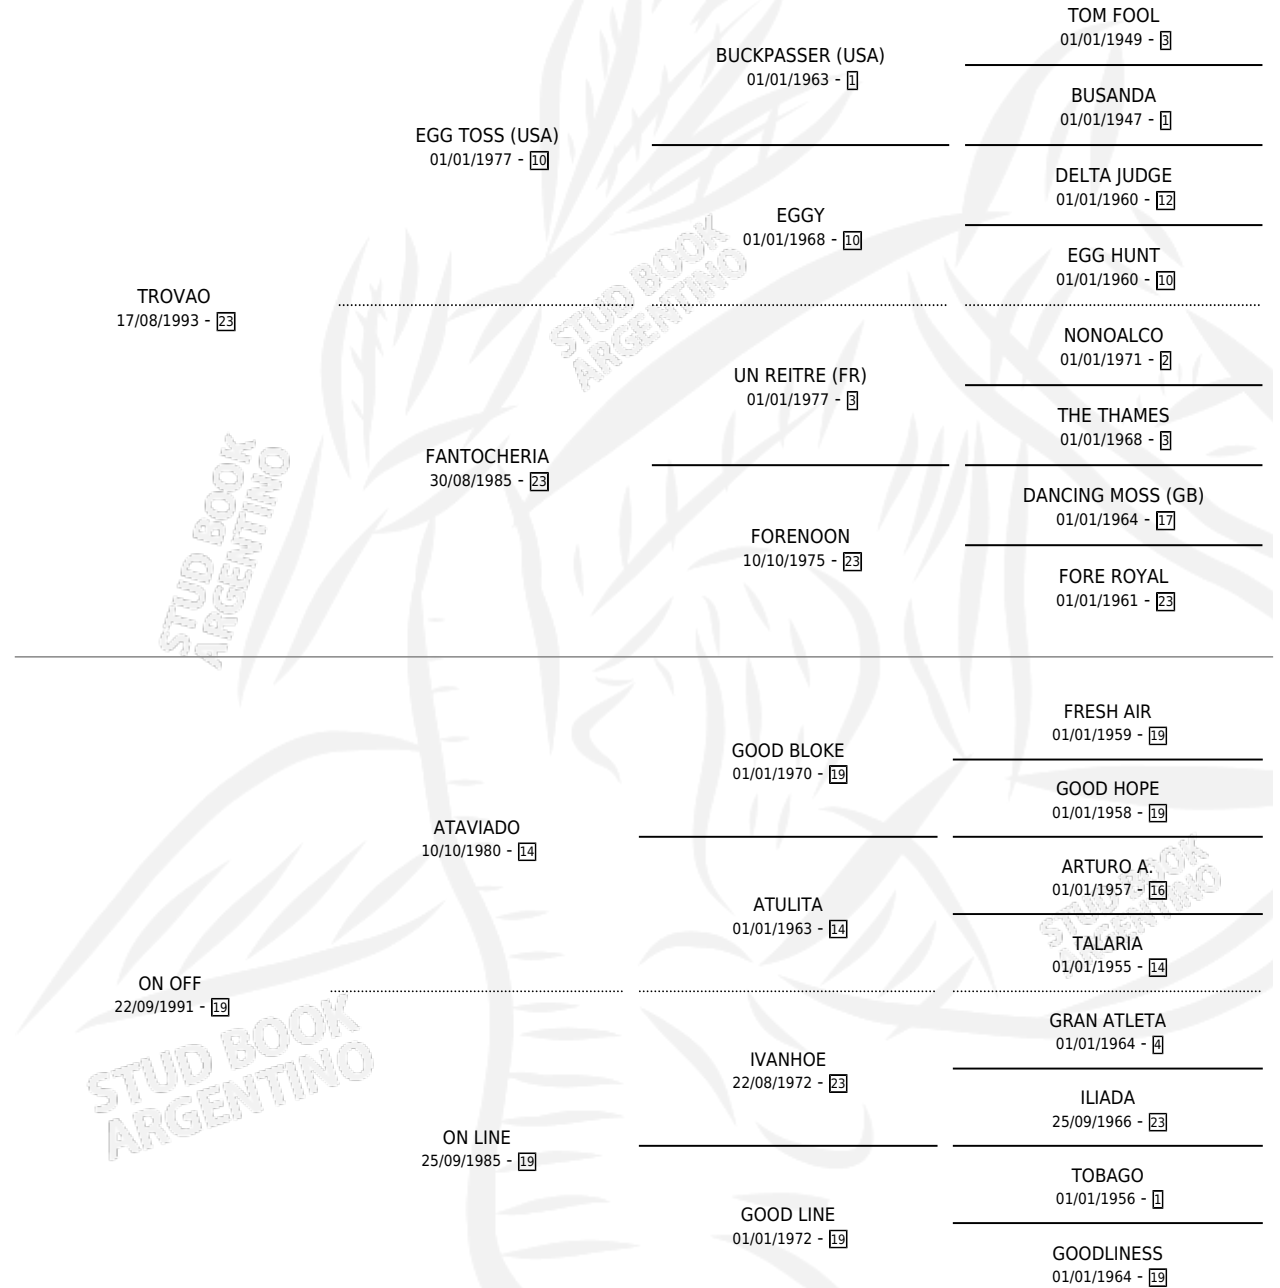 TOM FOOL
01/01/1949 - 3
BUCKPASSER (USA)
01/01/1963 - 1
BUSANDA
01/01/1947 - 1
EGG TOSS (USA)
01/01/1977 - 10
DELTA JUDGE
01/01/1960 - 12
EGGY
01/01/1968 - 10
EGG HUNT
01/01/1960 - 10
TROVAO
17/08/1993 - 23
NONOALCO
01/01/1971 - 2
UN REITRE (FR)
01/01/1977 - 3
THE THAMES
01/01/1968 - 3
FANTOCHERIA
30/08/1985 - 23
DANCING MOSS (GB)
01/01/1964 - 17
FORENOON
10/10/1975 - 23
FORE ROYAL
01/01/1961 - 23
FRESH AIR
01/01/1959 - 19
GOOD BLOKE
01/01/1970 - 19
GOOD HOPE
01/01/1958 - 19
ATAVIADO
10/10/1980 - 14
ARTURO A.
01/01/1957 - 16
ATULITA
01/01/1963 - 14
TALARIA
01/01/1955 - 14
ON OFF
22/09/1991 - 19
GRAN ATLETA
01/01/1964 - 4
IVANHOE
22/08/1972 - 23
ILIADA
25/09/1966 - 23
ON LINE
25/09/1985 - 19
TOBAGO
01/01/1956 - 1
GOOD LINE
01/01/1972 - 19
GOODLINESS
01/01/1964 - 19
STUD BOOK
ARGENTINO
STUD BOOK
ARGENTINO
STUD BOOK
ARGENTINO
STUD BOOK
ARGENTINO